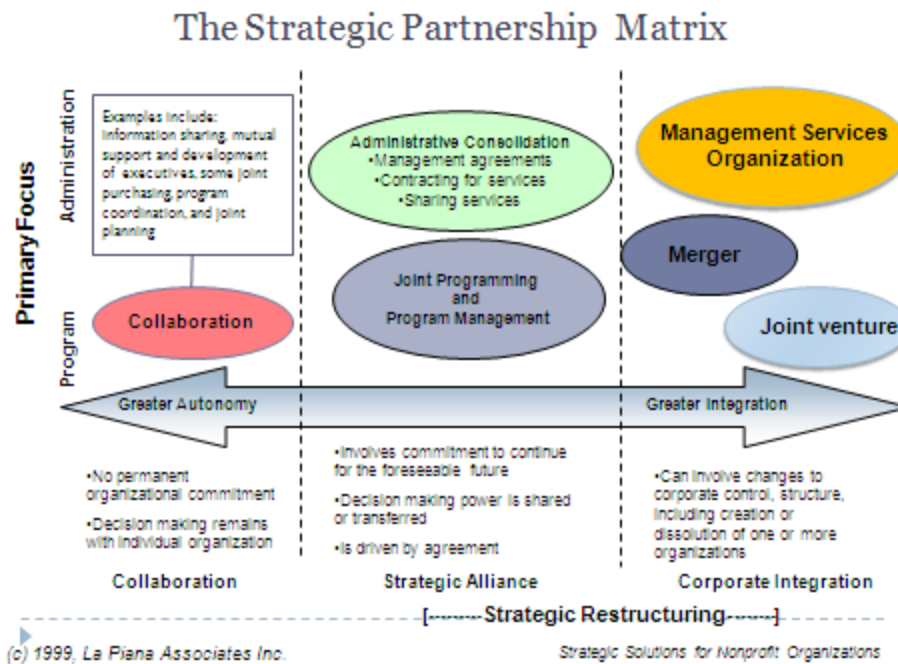 The Strategic Partnership Matrix
Primary Focus
Administration
Program
Examples include:
information sharing, mutual
support and development
of executives, some joint
purchasing, program
coordination, and joint
planning
Collaboration
Administrative Consolidation
•Management agreements
•Contracting for services
•Sharing services
Joint Programming
and
Program Management
Management Services
Organization
Merger
Joint venture
Greater Autonomy
Greater Integration
•No permanent
organizational commitment
•Decision making remains
with individual organization
•Involves commitment to continue
for the foreseeable future
•Decision making power is shared
or transferred
•Is driven by agreement
•Can involve changes to
corporate control, structure,
including creation or
dissolution of one or more
organizations
Collaboration
Strategic Alliance
Corporate Integration
[--------Strategic Restructuring-------]
(c) 1999, La Piana Associates Inc.
Strategic Solutions for Nonprofit Organizations